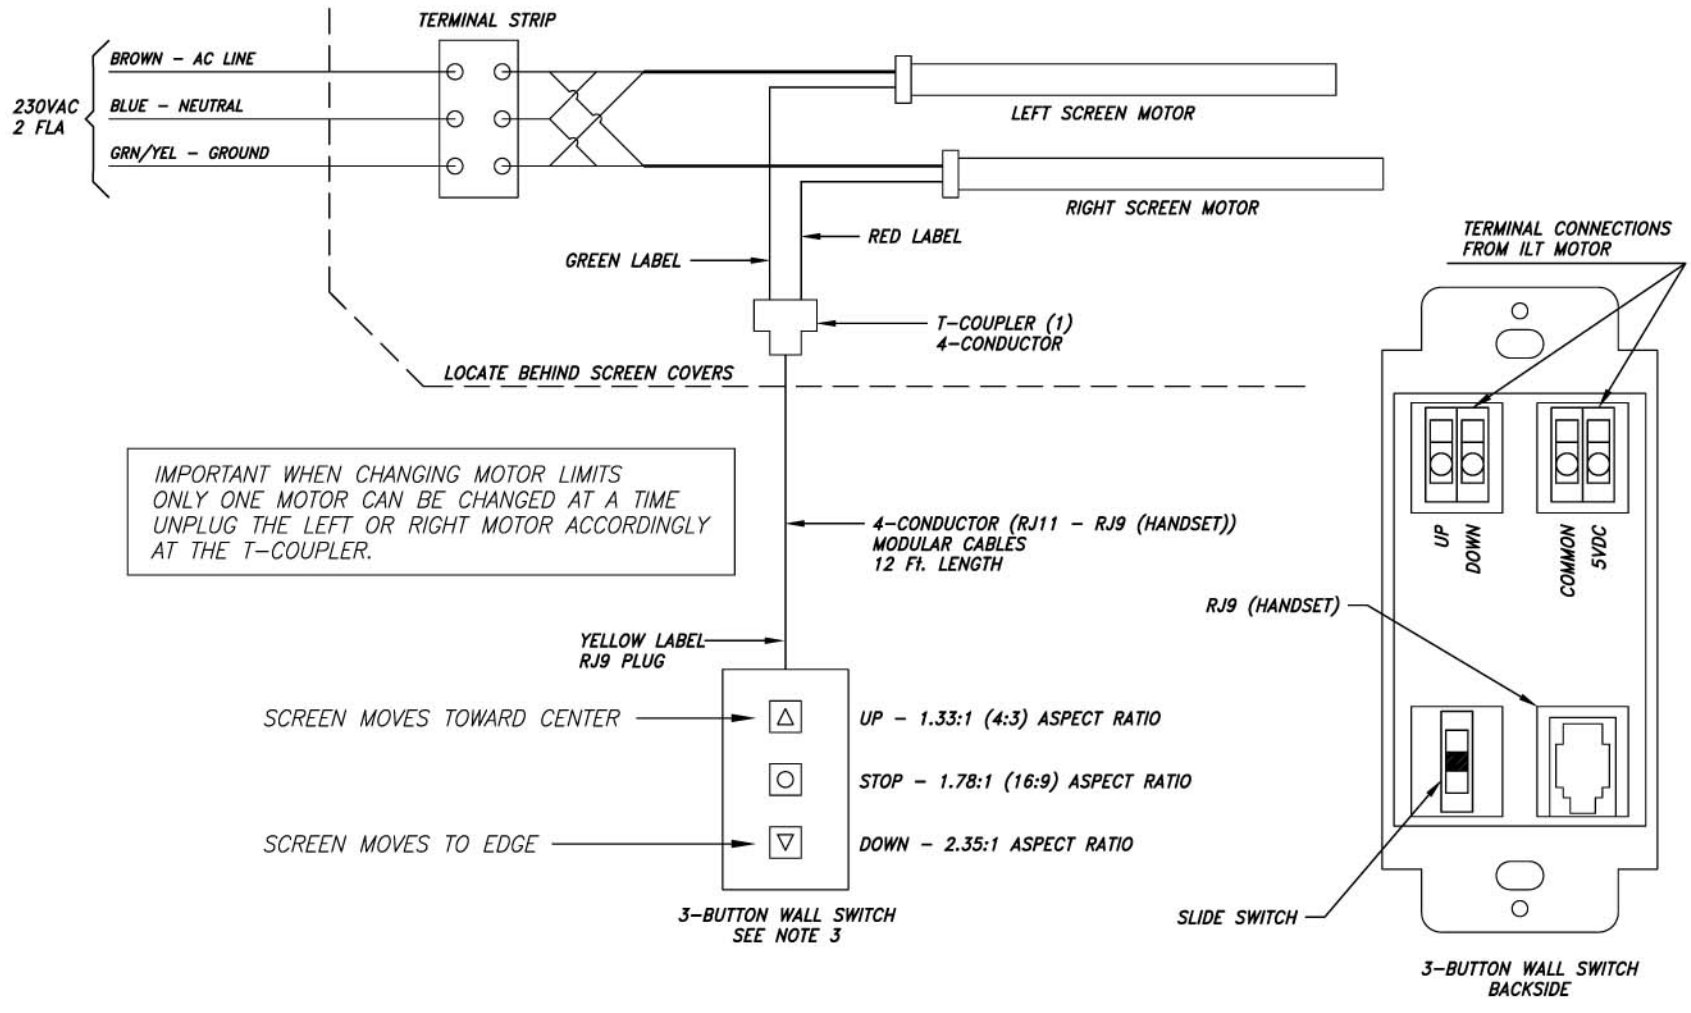 TERMINAL STRIP
BROWN - AC LINE
230VAC
2 FLA
BLUE - NEUTRAL
GRN/YEL - GROUND
LEFT SCREEN MOTOR
RIGHT SCREEN MOTOR
RED LABEL
GREEN LABEL
T-COUPLER (1)
4-CONDUCTOR
LOCATE BEHIND SCREEN COVERS
IMPORTANT WHEN CHANGING MOTOR LIMITS
ONLY ONE MOTOR CAN BE CHANGED AT A TIME
UNPLUG THE LEFT OR RIGHT MOTOR ACCORDINGLY
AT THE T-COUPLER.
4-CONDUCTOR (RJ11 - RJ9 (HANDSET))
MODULAR CABLES
12 Ft. LENGTH
YELLOW LABEL
RJ9 PLUG
SCREEN MOVES TOWARD CENTER
UP - 1.33:1 (4:3) ASPECT RATIO
STOP - 1.78:1 (16:9) ASPECT RATIO
SCREEN MOVES TO EDGE
DOWN - 2.35:1 ASPECT RATIO
3-BUTTON WALL SWITCH
SEE NOTE 3
TERMINAL CONNECTIONS
FROM ILT MOTOR
UP
DOWN
COMMON
5VDC
RJ9 (HANDSET)
SLIDE SWITCH
3-BUTTON WALL SWITCH
BACKSIDE